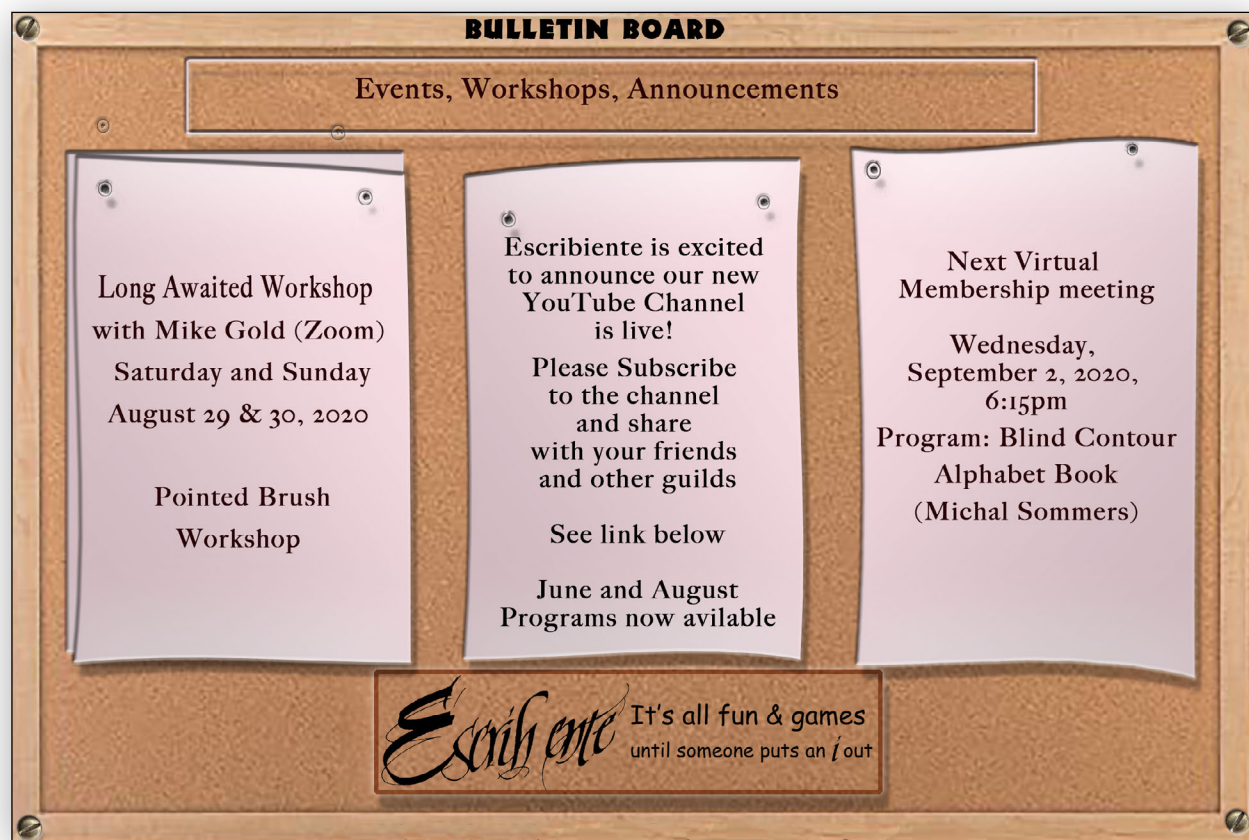 BULLETIN BOARD
Events, Workshops, Announcements
Long Awaited Workshop
with Mike Gold (Zoom)
Saturday and Sunday
August 29 & 30, 2020
Pointed Brush
Workshop
Escribiente is excited
to announce our new
YouTube Channel
is live!
Please Subscribe
to the channel
and share
with your friends
and other guilds
See link below
June and August
Programs now avilable
Next Virtual
Membership meeting
Wednesday,
September 2, 2020,
6:15pm
Program: Blind Contour
Alphabet Book
(Michal Sommers)
Escrib ente
It's all fun & games
until someone puts an i out